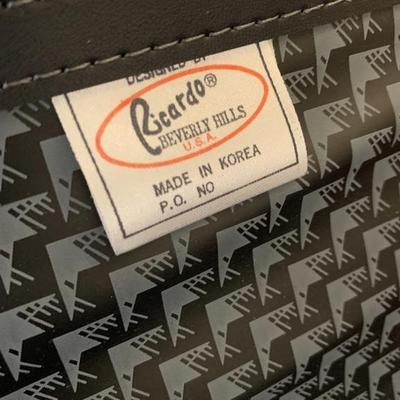 DESIGNED BY
Ricardo®
BEVERLY HILLS
U.S.A.
MADE IN KOREA
P.O. NO